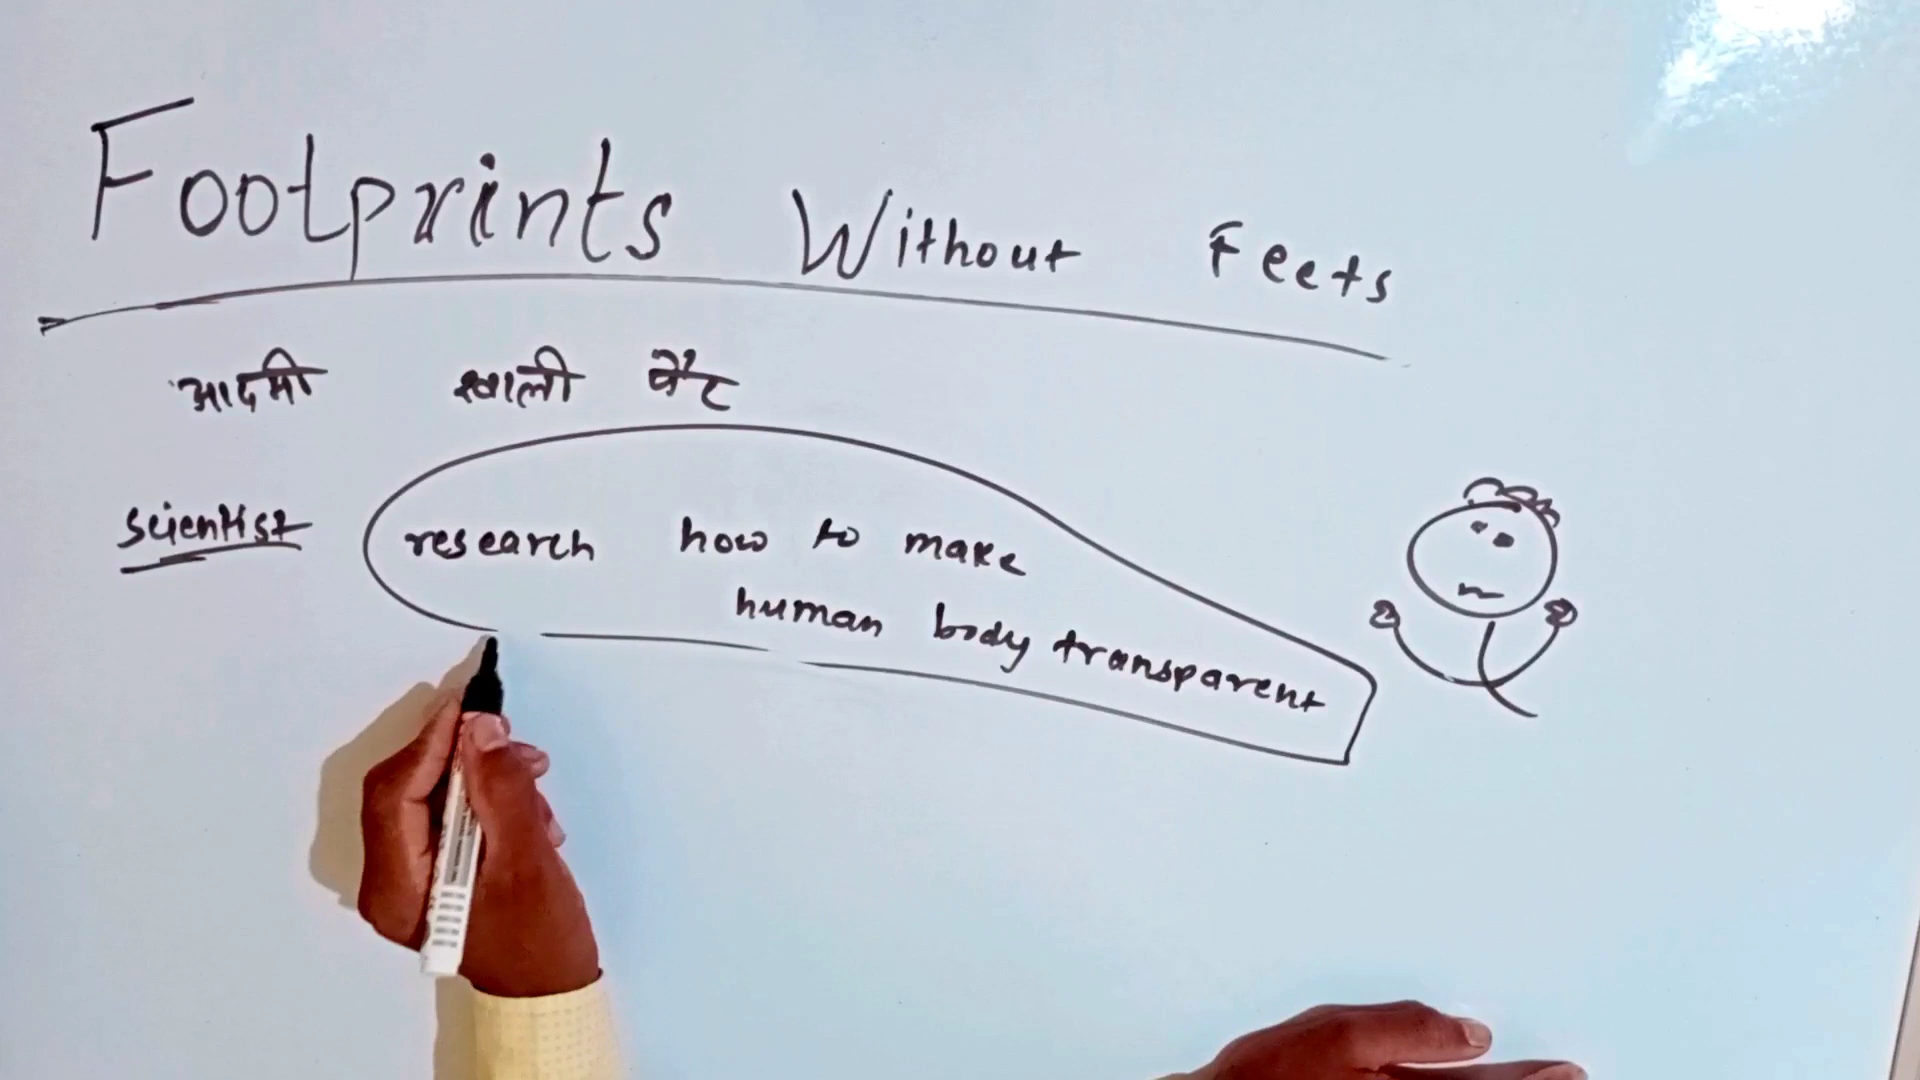 Footprints Without Feets
आदमी खाली पैंट
scientist research how to make
human body transparent